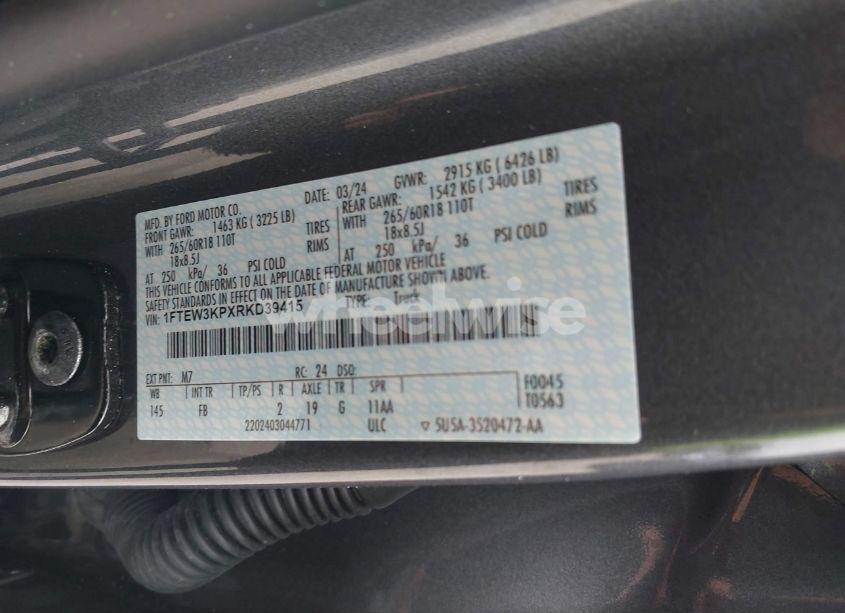 MFD. BY FORD MOTOR CO.
DATE: 03/24 GVWR: 2915 KG ( 6426 LB)
FRONT GAWR: 1463 KG ( 3225 LB) REAR GAWR: 1542 KG ( 3400 LB)
WITH 265/60R18 110T TIRES WITH 265/60R18 110T TIRES
18x8.5J RIMS 18x8.5J RIMS
AT 250 kPa/ 36 PSI COLD AT 250 kPa/ 36 PSI COLD
THIS VEHICLE CONFORMS TO ALL APPLICABLE FEDERAL MOTOR VEHICLE
SAFETY STANDARDS IN EFFECT ON THE DATE OF MANUFACTURE SHOWN ABOVE.
VIN: 1FTEW3KPXRKD39415 TYPE: Truck
wheelwise
EXT PNT: M7 RC: 24 DSO:
WB INT TR TP/PS R AXLE TR SPR F0045
145 FB 2 19 G 11AA T0563
2202403044771 ULC ▽ 5U5A-3520472-AA